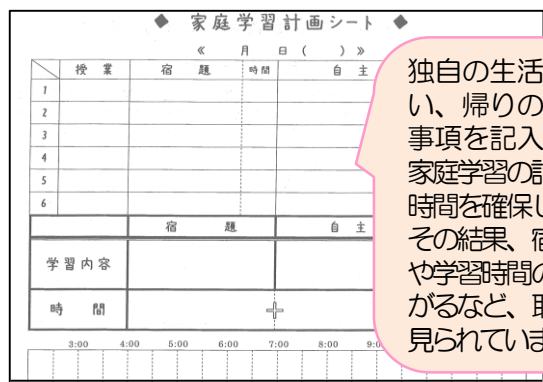 ◆ 家庭学習計画シート ◆
≪ 月 日 ( ) ≫
授 業 宿 題 時間 自 主
1
2
3
4
5
6
宿 題 自 主
学習内容
時 間
3:00 4:00 5:00 6:00 7:00 8:00 9:0
独自の生活
い、帰りの
事項を記入
家庭学習の計
時間を確保し
その結果、宿
や学習時間の
がるなど、取
見られていま